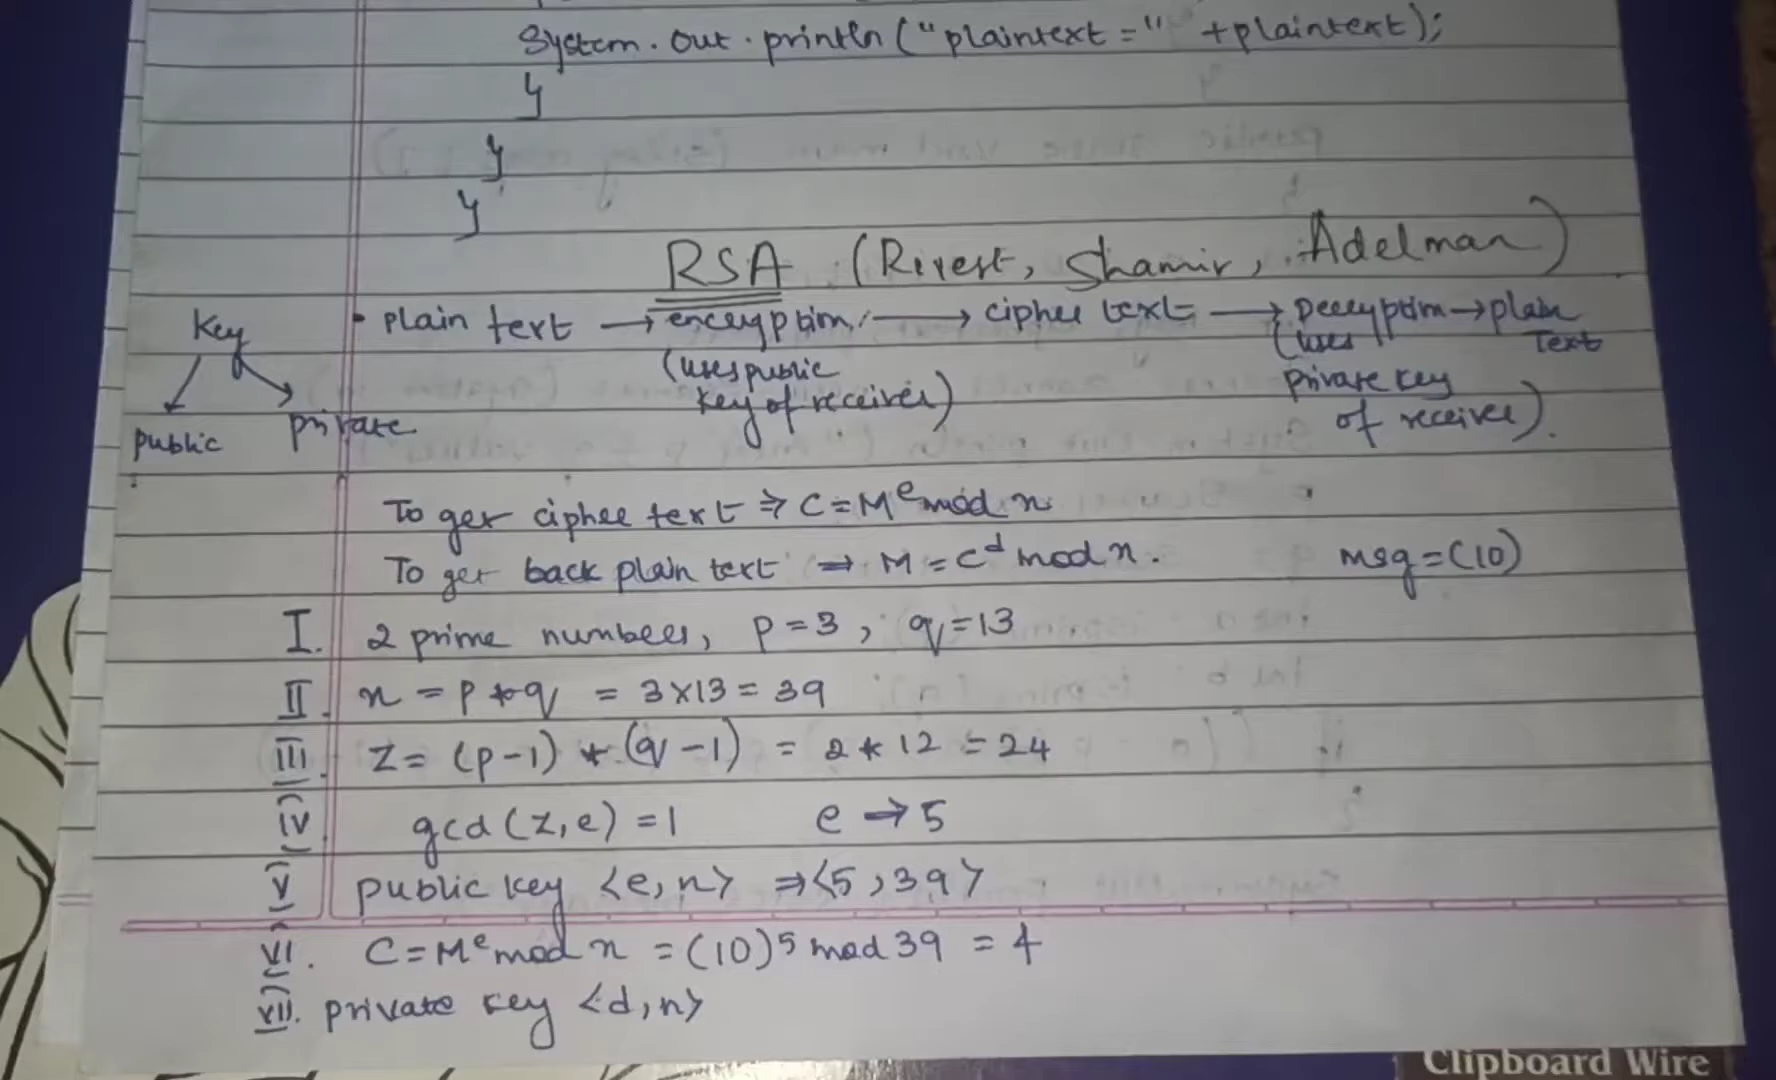 System.out.println("plaintext=" +plaintext);
}
}
}
RSA (Rivest, Shamir, Adelman)
Key
public private
• plain text → encryption → cipher text → Decryption → plain Text
(uses public key of receiver)
(uses private key of receiver).
To get cipher text ⇒ C = M^e mod n
To get back plain text ⇒ M = C^d mod n.
msg = (10)
I. 2 prime numbers, p = 3, q = 13
II. n = p * q = 3 x 13 = 39
III. Z = (p-1) * (q-1) = 2 * 12 = 24
IV. gcd (z, e) = 1 e → 5
V public key <e, n> ⇒ <5, 39>
VI. C = M^e mod n = (10)^5 mod 39 = 4
VII. private key <d, n>
Clipboard Wire